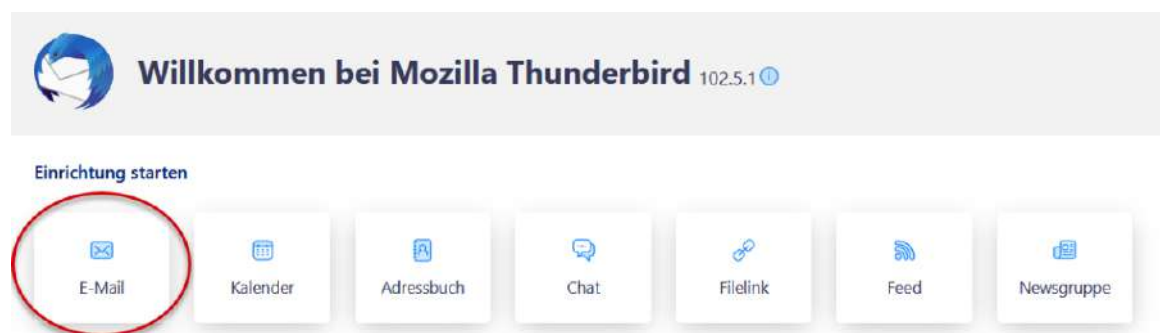 Willkommen bei Mozilla Thunderbird 102.5.1
Einrichtung starten
E-Mail Kalender Adressbuch Chat Filelink Feed Newsgruppe